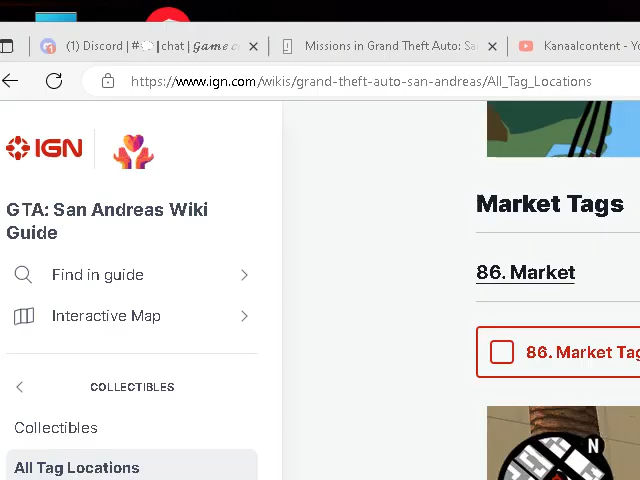 (1) Discord | #💭|chat | 𝓖𝓪𝓶𝓮 𝓬
Missions in Grand Theft Auto: Sa
Kanaalcontent - Yo
https://www.ign.com/wikis/grand-theft-auto-san-andreas/All_Tag_Locations
IGN
GTA: San Andreas Wiki
Guide
Find in guide
Interactive Map
COLLECTIBLES
Collectibles
All Tag Locations
Market Tags
86. Market
86. Market Tag
N